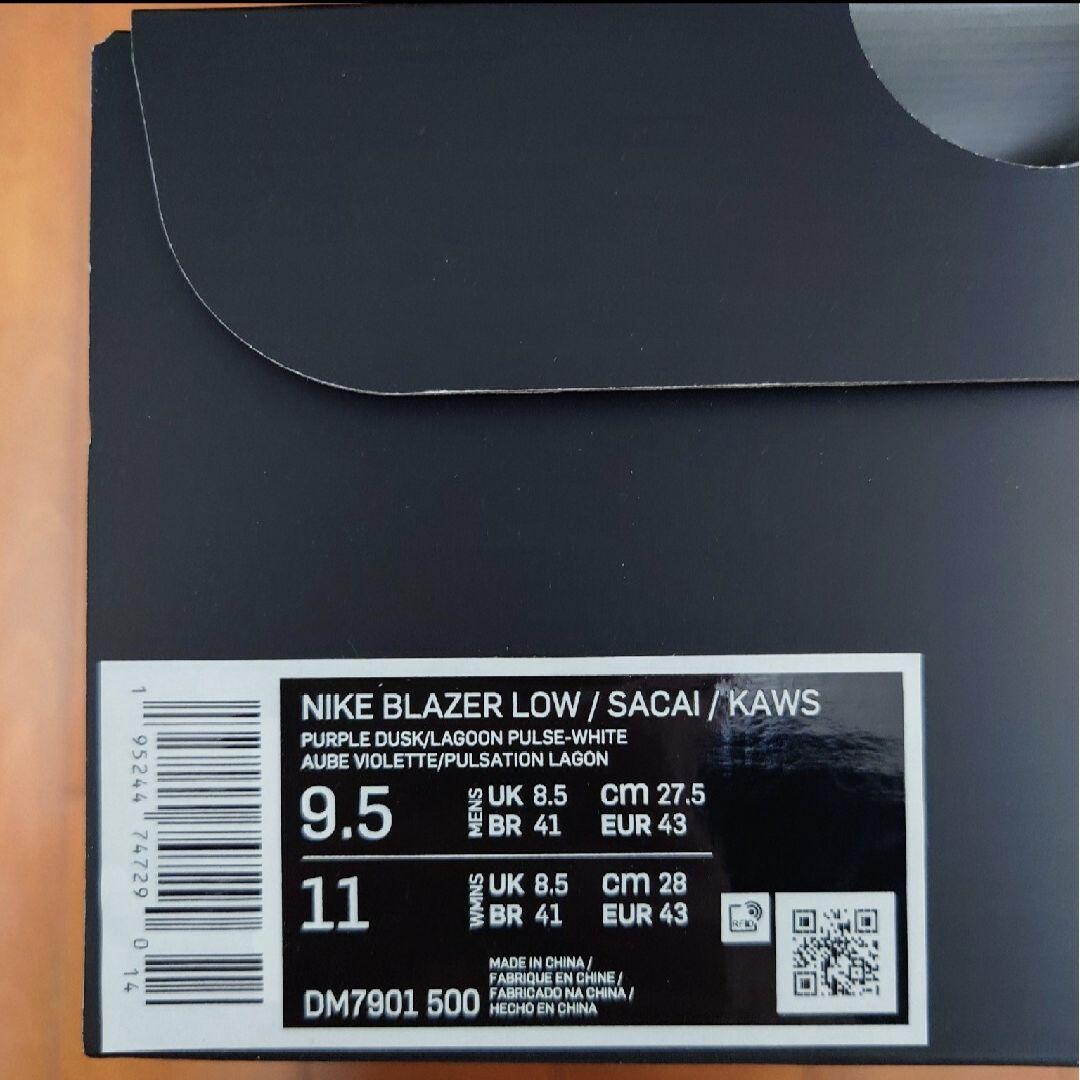 NIKE BLAZER LOW / SACAI / KAWS
PURPLE DUSK/LAGOON PULSE-WHITE
AUBE VIOLETTE/PULSATION LAGON
9.5 MENS UK 8.5 cm 27.5
BR 41 EUR 43
11 WMNS UK 8.5 cm 28
BR 41 EUR 43
RFID
MADE IN CHINA /
FABRIQUE EN CHINE /
FABRICADO NA CHINA /
HECHO EN CHINA
DM7901 500
1 95244 74729 0 14